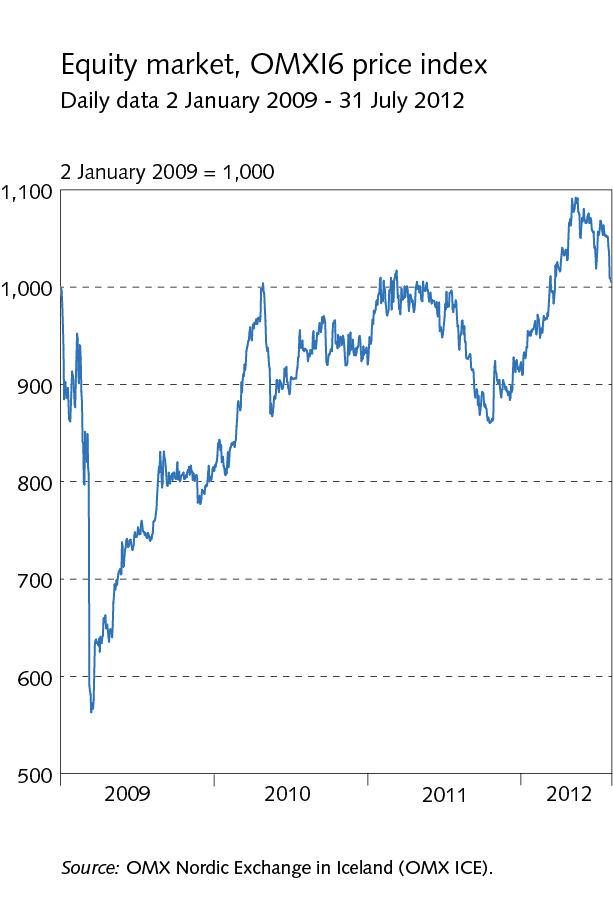 Equity market, OMXI6 price index
Daily data 2 January 2009 - 31 July 2012
2 January 2009 = 1,000
1,100
1,000
900
800
700
600
500
2009 2010 2011 2012
Source: OMX Nordic Exchange in Iceland (OMX ICE).